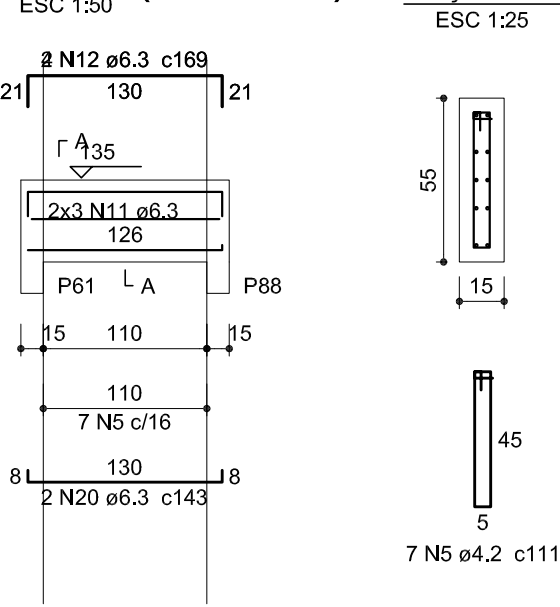 ESC 1:50
ESC 1:25
2 N12 ø6.3 c169
21 130 21
A
135
2x3 N11 ø6.3
126
P61 A P88
15 110 15
110
7 N5 c/16
130
8 8
2 N20 ø6.3 c143
55
15
45
5
7 N5 ø4.2 c111